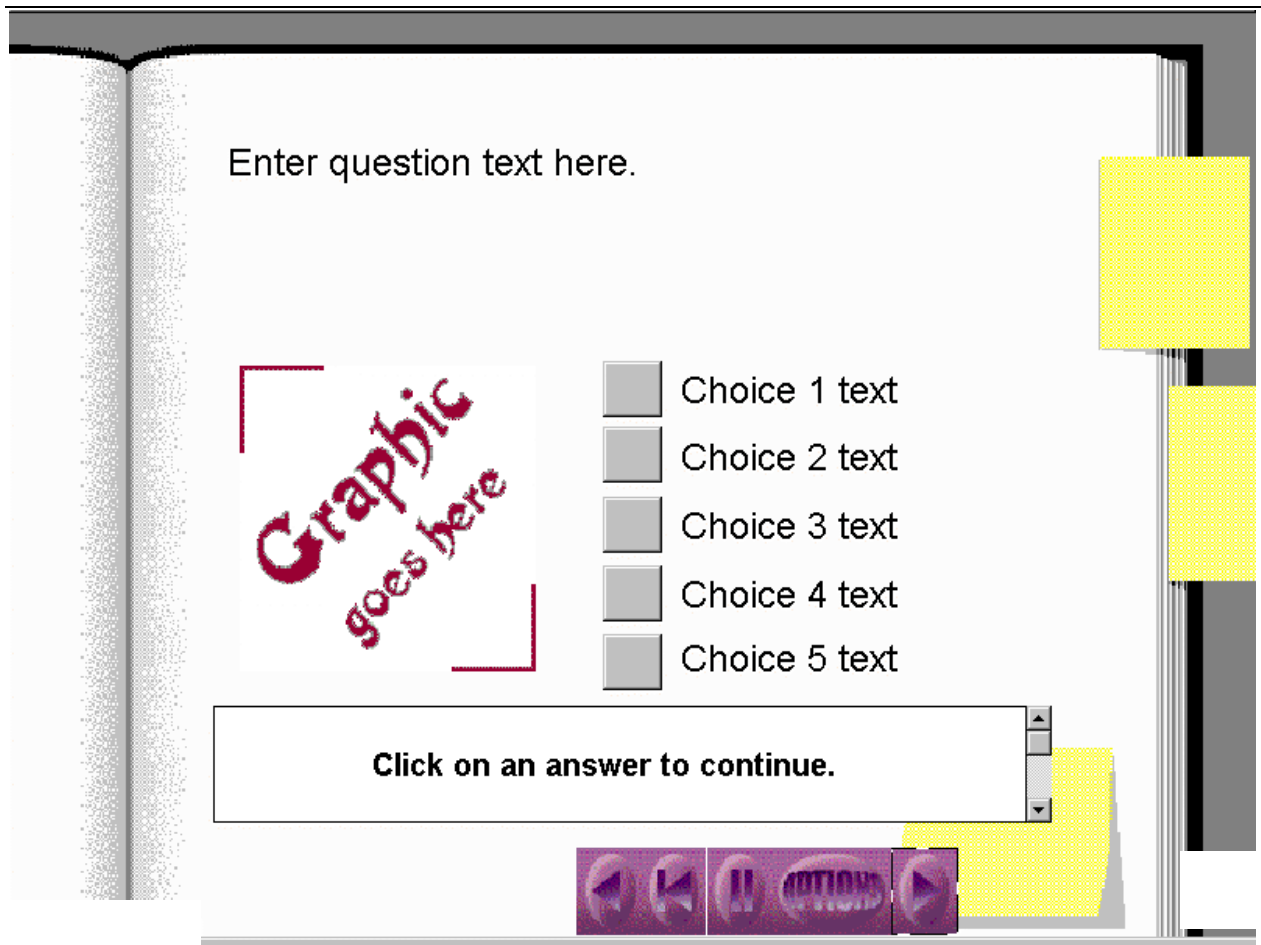 Enter question text here.
Graphic
goes here
Choice 1 text
Choice 2 text
Choice 3 text
Choice 4 text
Choice 5 text
Click on an answer to continue.
OPTIONS